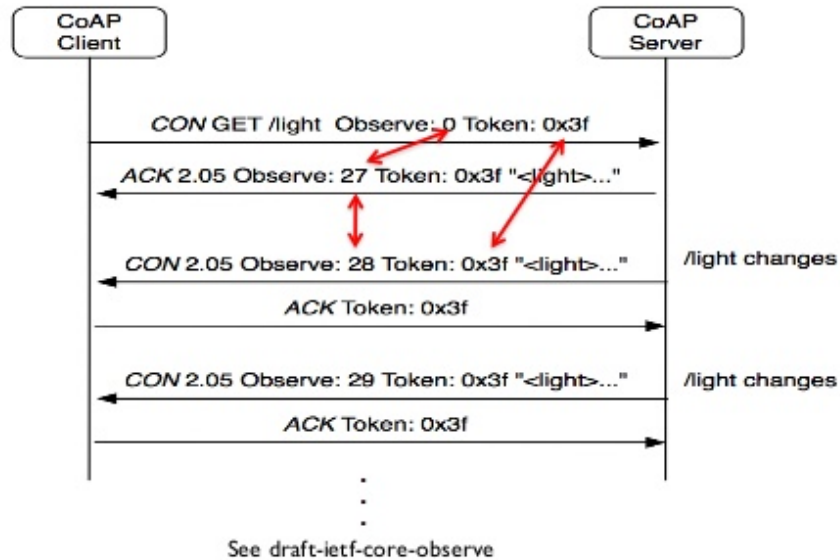 CoAP
Client
CoAP
Server
CON GET /light Observe: 0 Token: 0x3f
ACK 2.05 Observe: 27 Token: 0x3f "<light>..."
CON 2.05 Observe: 28 Token: 0x3f "<light>..."
/light changes
ACK Token: 0x3f
CON 2.05 Observe: 29 Token: 0x3f "<light>..."
/light changes
ACK Token: 0x3f
See draft-ietf-core-observe